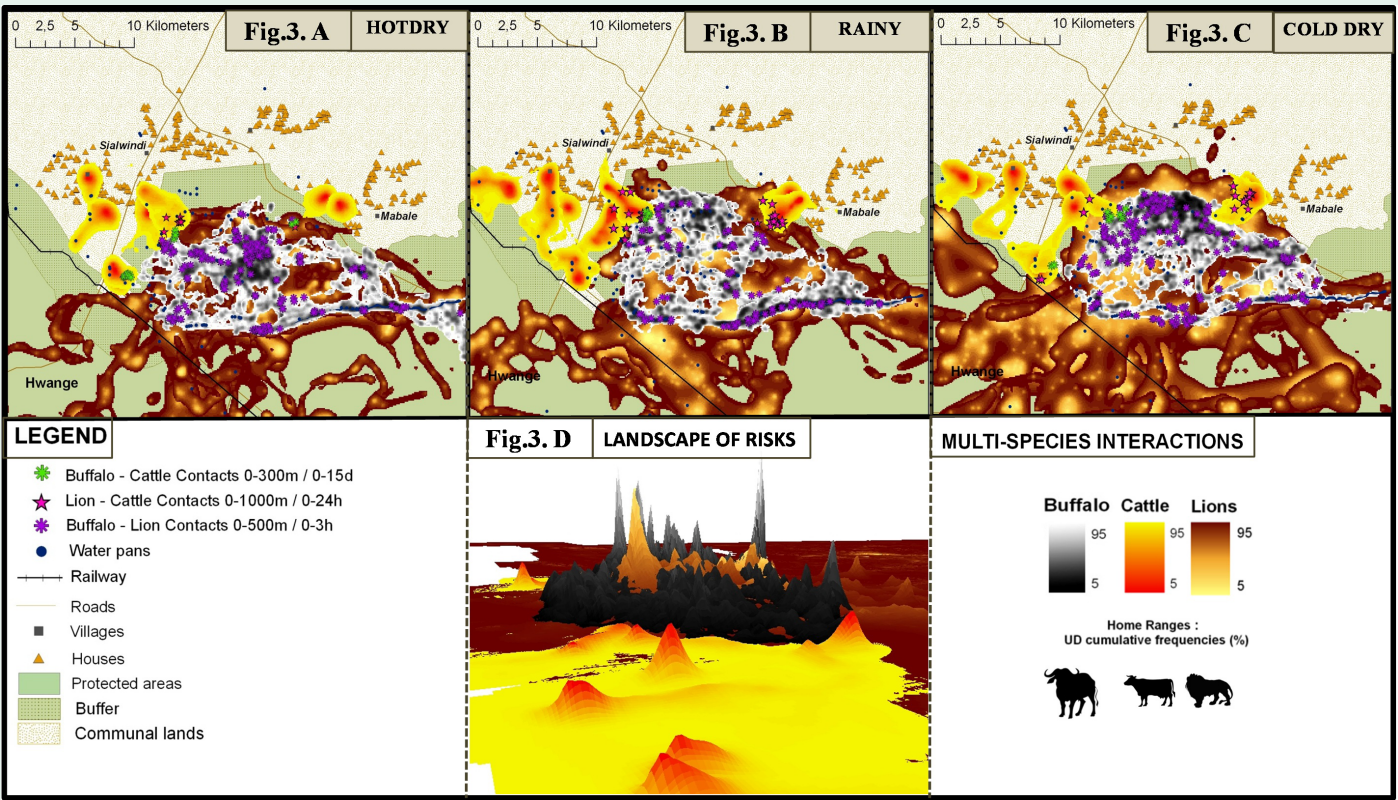 0 2,5 5 10 Kilometers
Fig.3. A
HOTDRY
Sialwindi
Mabale
Hwange
0 2,5 5 10 Kilometers
Fig.3. B
RAINY
Sialwindi
Mabale
Hwange
0 2,5 5 10 Kilometers
Fig.3. C
COLD DRY
Sialwindi
Mabale
Hwange
LEGEND
Buffalo - Cattle Contacts 0-300m / 0-15d
Lion - Cattle Contacts 0-1000m / 0-24h
Buffalo - Lion Contacts 0-500m / 0-3h
Water pans
Railway
Roads
Villages
Houses
Protected areas
Buffer
Communal lands
Fig.3. D
LANDSCAPE OF RISKS
MULTI-SPECIES INTERACTIONS
Buffalo Cattle Lions
95 95 95
5 5 5
Home Ranges :
UD cumulative frequencies (%)